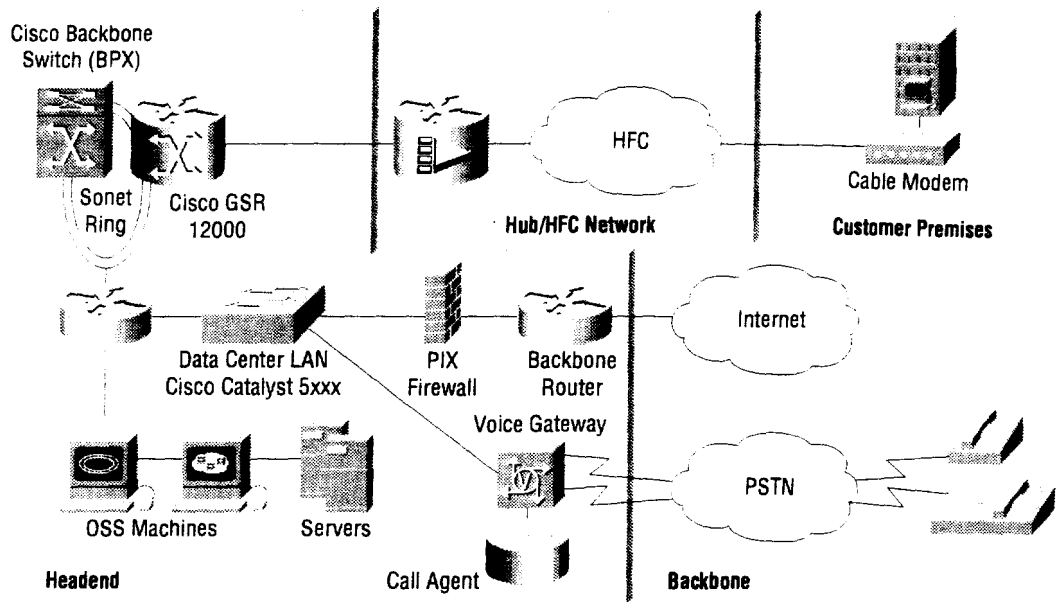 Cisco Backbone
Switch (BPX)
Sonet
Ring
Cisco GSR
12000
HFC
Hub/HFC Network
Cable Modem
Customer Premises
Data Center LAN
Cisco Catalyst 5xxx
PIX
Firewall
Backbone
Router
Internet
Voice Gateway
V
PSTN
OSS Machines
Servers
Call Agent
Headend
Backbone